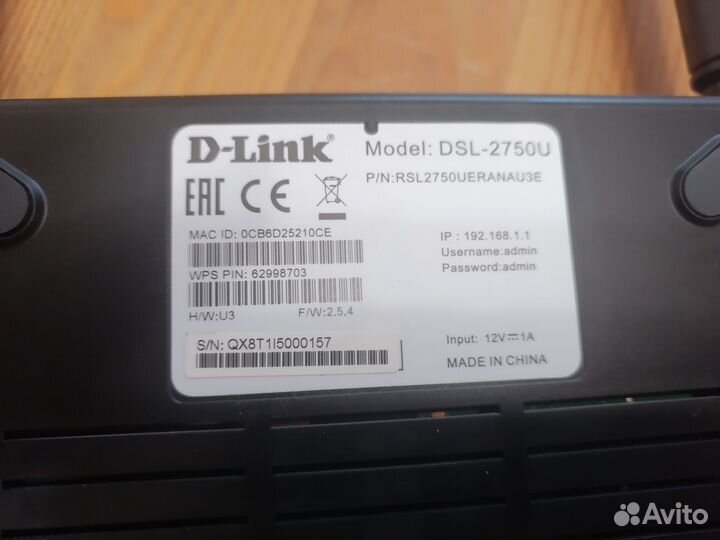 D-Link
Model: DSL-2750U
P/N:RSL2750UERANAU3E
EAC CE
MAC ID: 0CB6D25210CE
IP : 192.168.1.1
Username:admin
Password:admin
WPS PIN: 62998703
H/W:U3 F/W:2.5.4
S/N: QX8T1I5000157
Input: 12V⎓1A
MADE IN CHINA
Avito